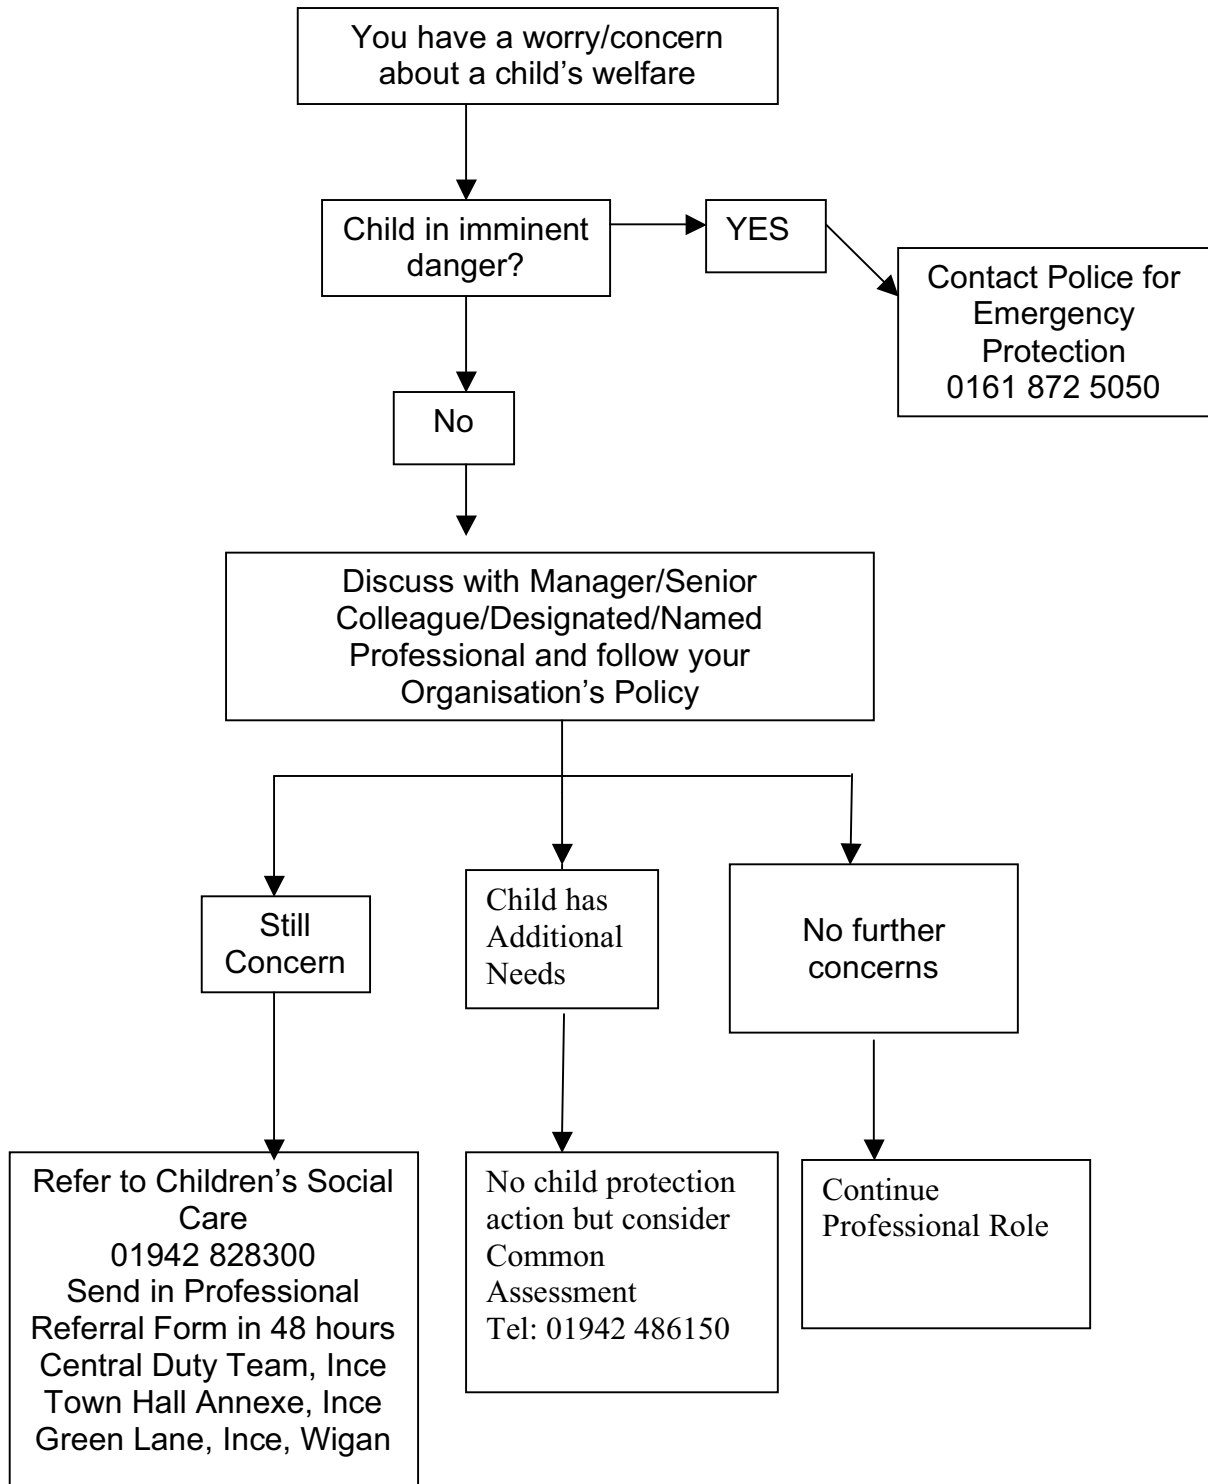 You have a worry/concern
about a child’s welfare
Child in imminent
danger?
YES
Contact Police for
Emergency
Protection
0161 872 5050
No
Discuss with Manager/Senior
Colleague/Designated/Named
Professional and follow your
Organisation’s Policy
Still
Concern
Child has
Additional
Needs
No further
concerns
Refer to Children’s Social
Care
01942 828300
Send in Professional
Referral Form in 48 hours
Central Duty Team, Ince
Town Hall Annexe, Ince
Green Lane, Ince, Wigan
No child protection
action but consider
Common
Assessment
Tel: 01942 486150
Continue
Professional Role